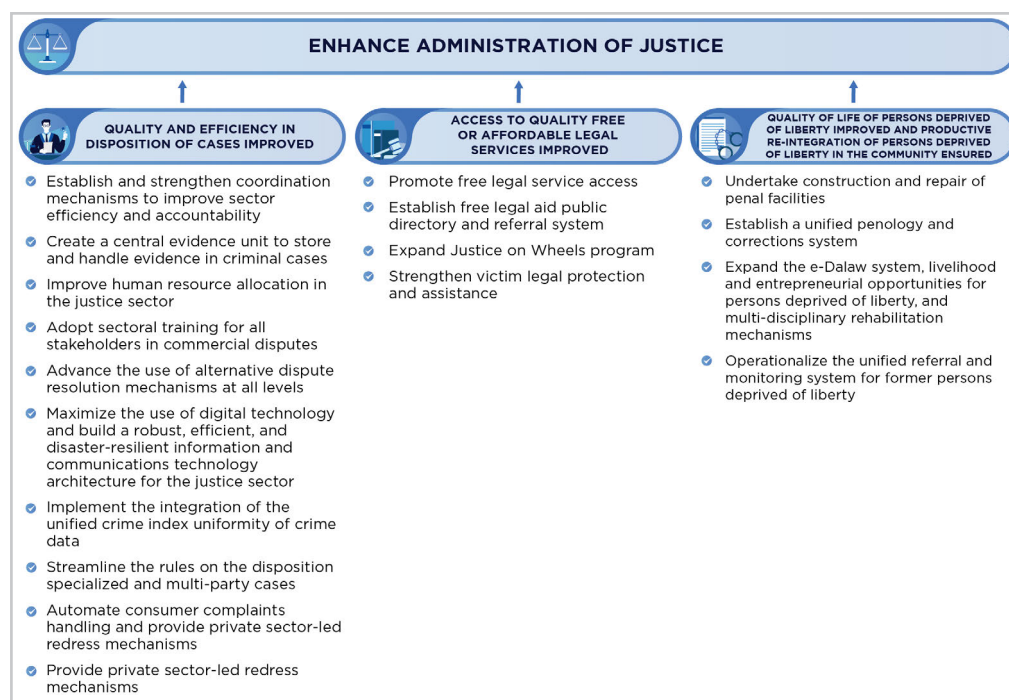 ENHANCE ADMINISTRATION OF JUSTICE
QUALITY AND EFFICIENCY IN
DISPOSITION OF CASES IMPROVED
Establish and strengthen coordination
mechanisms to improve sector
efficiency and accountability
Create a central evidence unit to store
and handle evidence in criminal cases
Improve human resource allocation in
the justice sector
Adopt sectoral training for all
stakeholders in commercial disputes
Advance the use of alternative dispute
resolution mechanisms at all levels
Maximize the use of digital technology
and build a robust, efficient, and
disaster-resilient information and
communications technology
architecture for the justice sector
Implement the integration of the
unified crime index uniformity of crime
data
Streamline the rules on the disposition
specialized and multi-party cases
Automate consumer complaints
handling and provide private sector-led
redress mechanisms
Provide private sector-led redress
mechanisms
ACCESS TO QUALITY FREE
OR AFFORDABLE LEGAL
SERVICES IMPROVED
Promote free legal service access
Establish free legal aid public
directory and referral system
Expand Justice on Wheels program
Strengthen victim legal protection
and assistance
QUALITY OF LIFE OF PERSONS DEPRIVED
OF LIBERTY IMPROVED AND PRODUCTIVE
RE-INTEGRATION OF PERSONS DEPRIVED
OF LIBERTY IN THE COMMUNITY ENSURED
Undertake construction and repair of
penal facilities
Establish a unified penology and
corrections system
Expand the e-Dalaw system, livelihood
and entrepreneurial opportunities for
persons deprived of liberty, and
multi-disciplinary rehabilitation
mechanisms
Operationalize the unified referral and
monitoring system for former persons
deprived of liberty